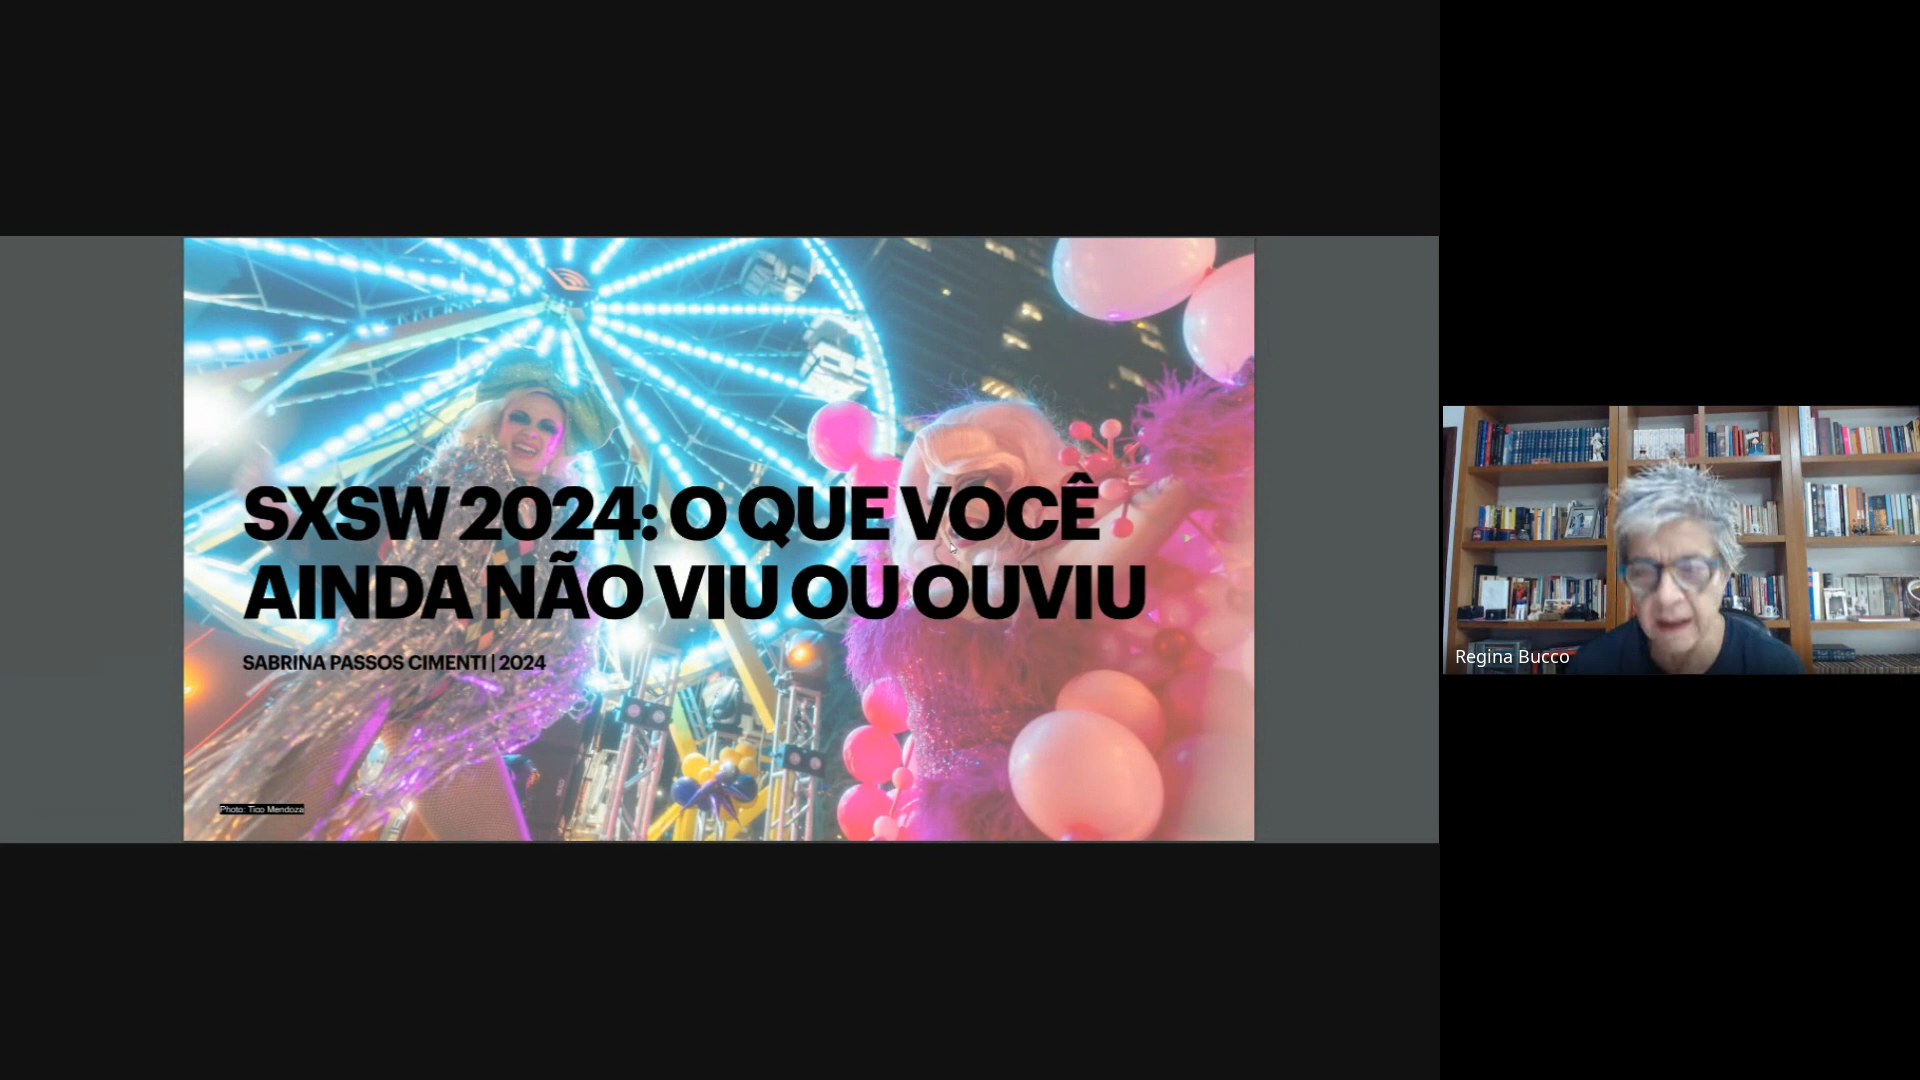 SXSW 2024: O QUE VOCÊ
AINDA NÃO VIU OU OUVIU
SABRINA PASSOS CIMENTI | 2024
Photo: Tico Mendoza
Regina Bucco